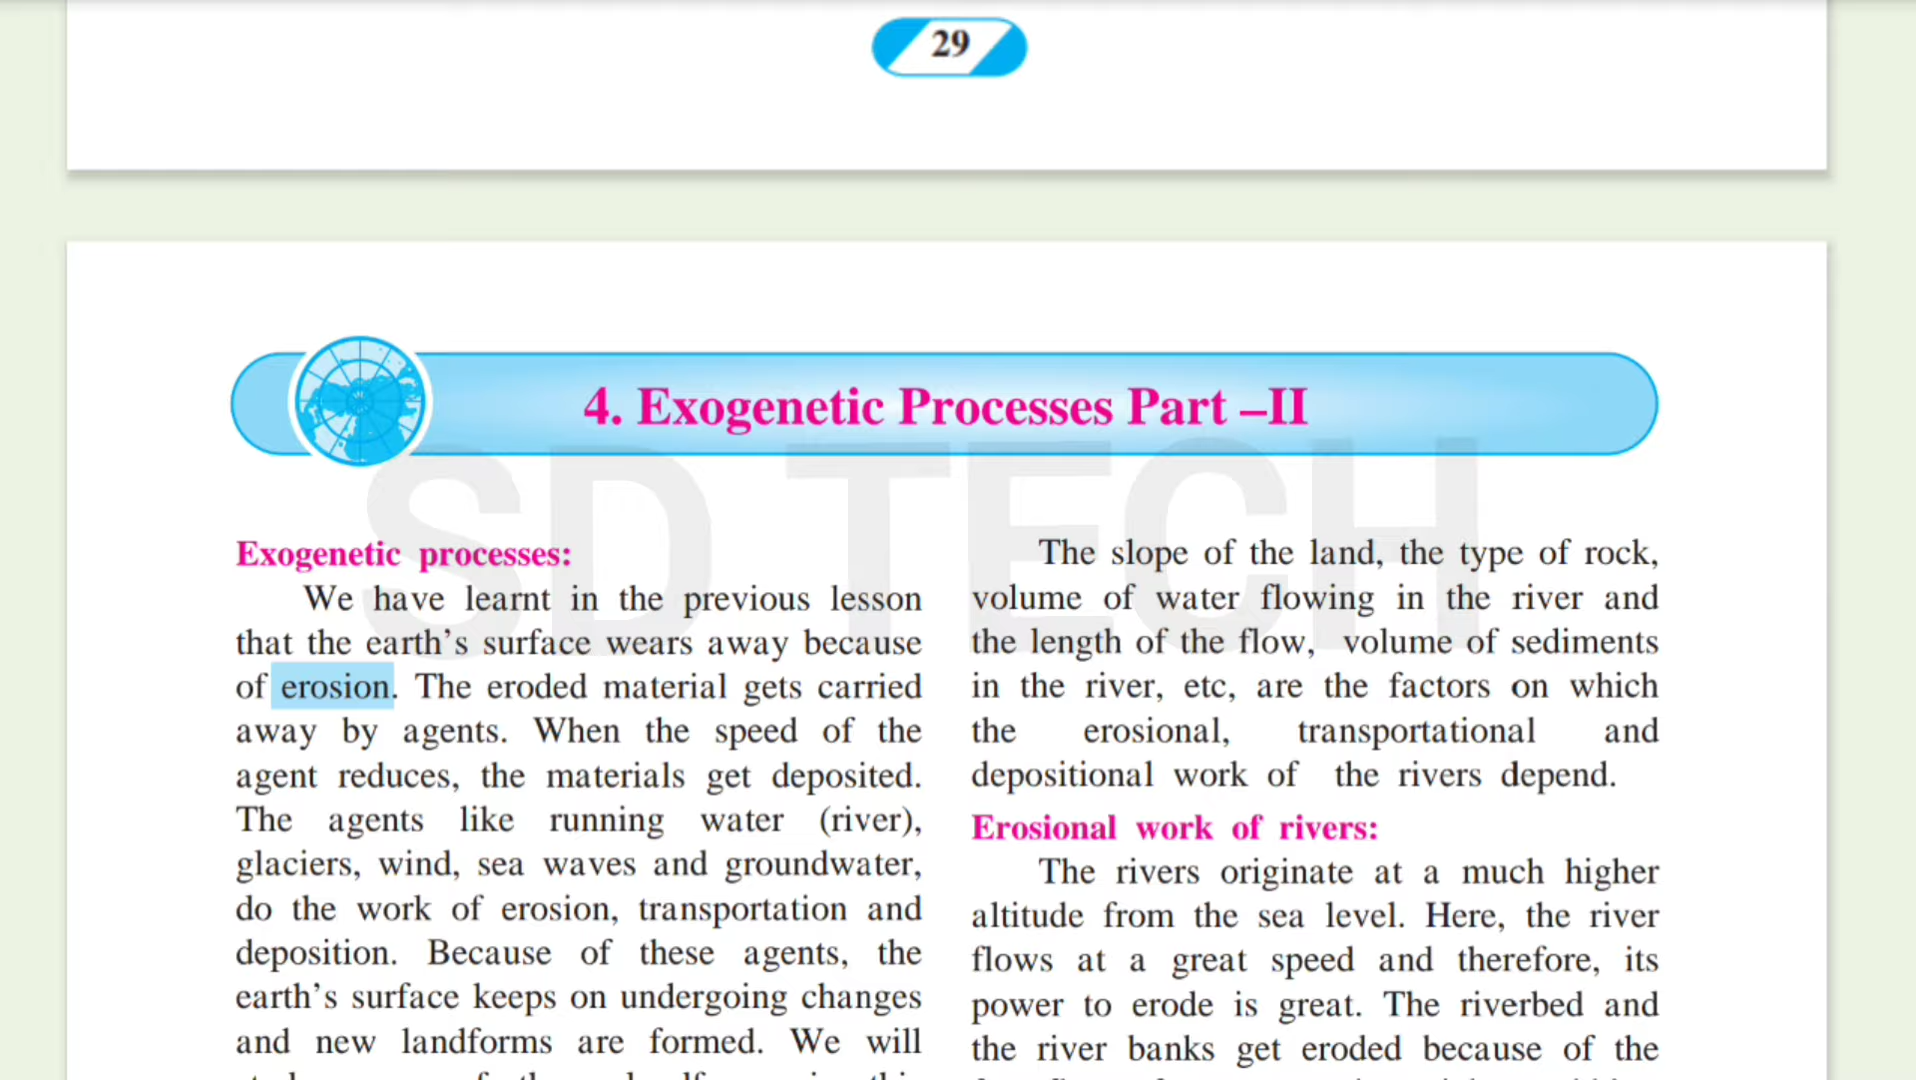 29
4. Exogenetic Processes Part –II
SD TECH
Exogenetic processes:
We have learnt in the previous lesson
that the earth’s surface wears away because
of erosion. The eroded material gets carried
away by agents. When the speed of the
agent reduces, the materials get deposited.
The agents like running water (river),
glaciers, wind, sea waves and groundwater,
do the work of erosion, transportation and
deposition. Because of these agents, the
earth’s surface keeps on undergoing changes
and new landforms are formed. We will
The slope of the land, the type of rock,
volume of water flowing in the river and
the length of the flow, volume of sediments
in the river, etc, are the factors on which
the erosional, transportational and
depositional work of the rivers depend.
Erosional work of rivers:
The rivers originate at a much higher
altitude from the sea level. Here, the river
flows at a great speed and therefore, its
power to erode is great. The riverbed and
the river banks get eroded because of the